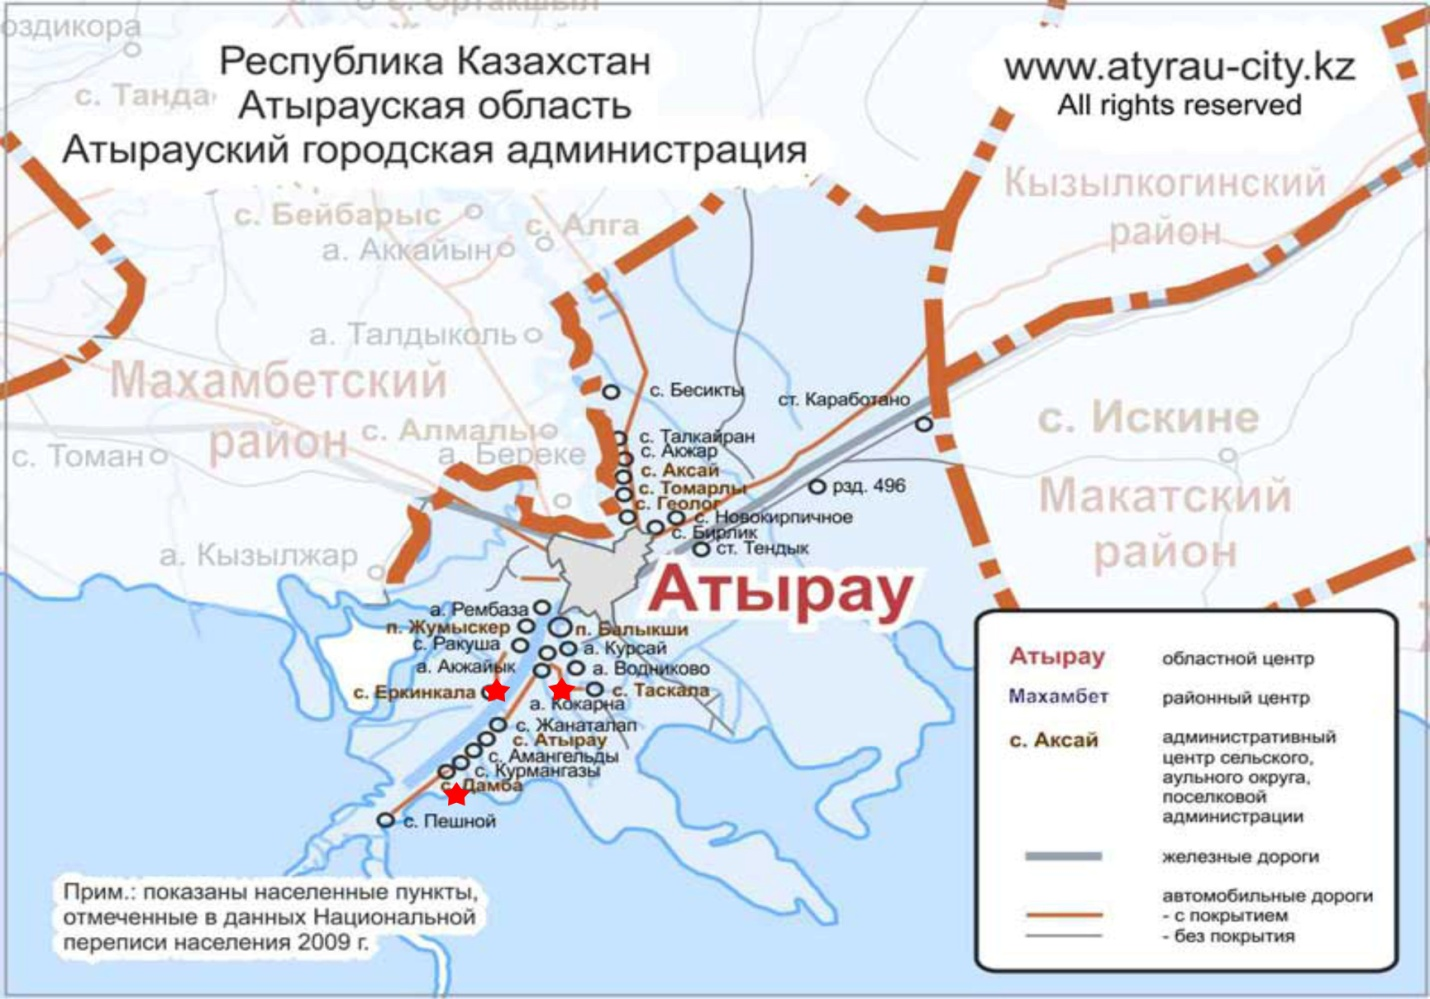 Республика Казахстан
Атырауская область
Атырауский городская администрация
www.atyrau-city.kz
All rights reserved
с. Танда
с. Бейбарыс
с. Алга
а. Аккайын
Кызылкогинский
район
а. Талдыколь
Махамбетский
район
с. Алмалы
с. Томан
а. Береке
а. Кызылжар
с. Искине
Макатский
район
с. Бесикты
ст. Каработано
с. Талкайран
с. Акжар
с. Аксай
с. Томарлы
с. Геолог
рзд. 496
с. Новокирпичное
с. Бирлик
ст. Тендык
Атырау
а. Рембаза
п. Жумыскер
п. Балыкши
с. Ракуша
а. Курсай
а. Акжайык
а. Водниково
с. Еркинкала
с. Таскала
а. Кокарна
с. Жанаталап
с. Атырау
с. Амангельды
с. Курмангазы
с. Дамба
с. Пешной
Прим.: показаны населенные пункты,
отмеченные в данных Национальной
переписи населения 2009 г.
Атырау областной центр
Махамбет районный центр
с. Аксай административный
центр сельского,
аульного округа,
поселковой
администрации
железные дороги
автомобильные дороги
- с покрытием
- без покрытия